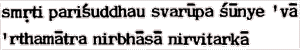 smṛti pariśuddhau svarūpa śūnye 'vā
'rthamātra nirbhāsā nirvitarkā